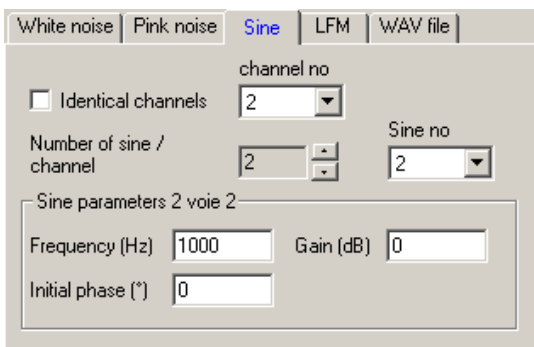 White noise Pink noise Sine LFM WAV file
channel no
Identical channels 2
Sine no
Number of sine /
channel 2 2
Sine parameters 2 voie 2
Frequency (Hz) 1000 Gain (dB) 0
Initial phase (°) 0